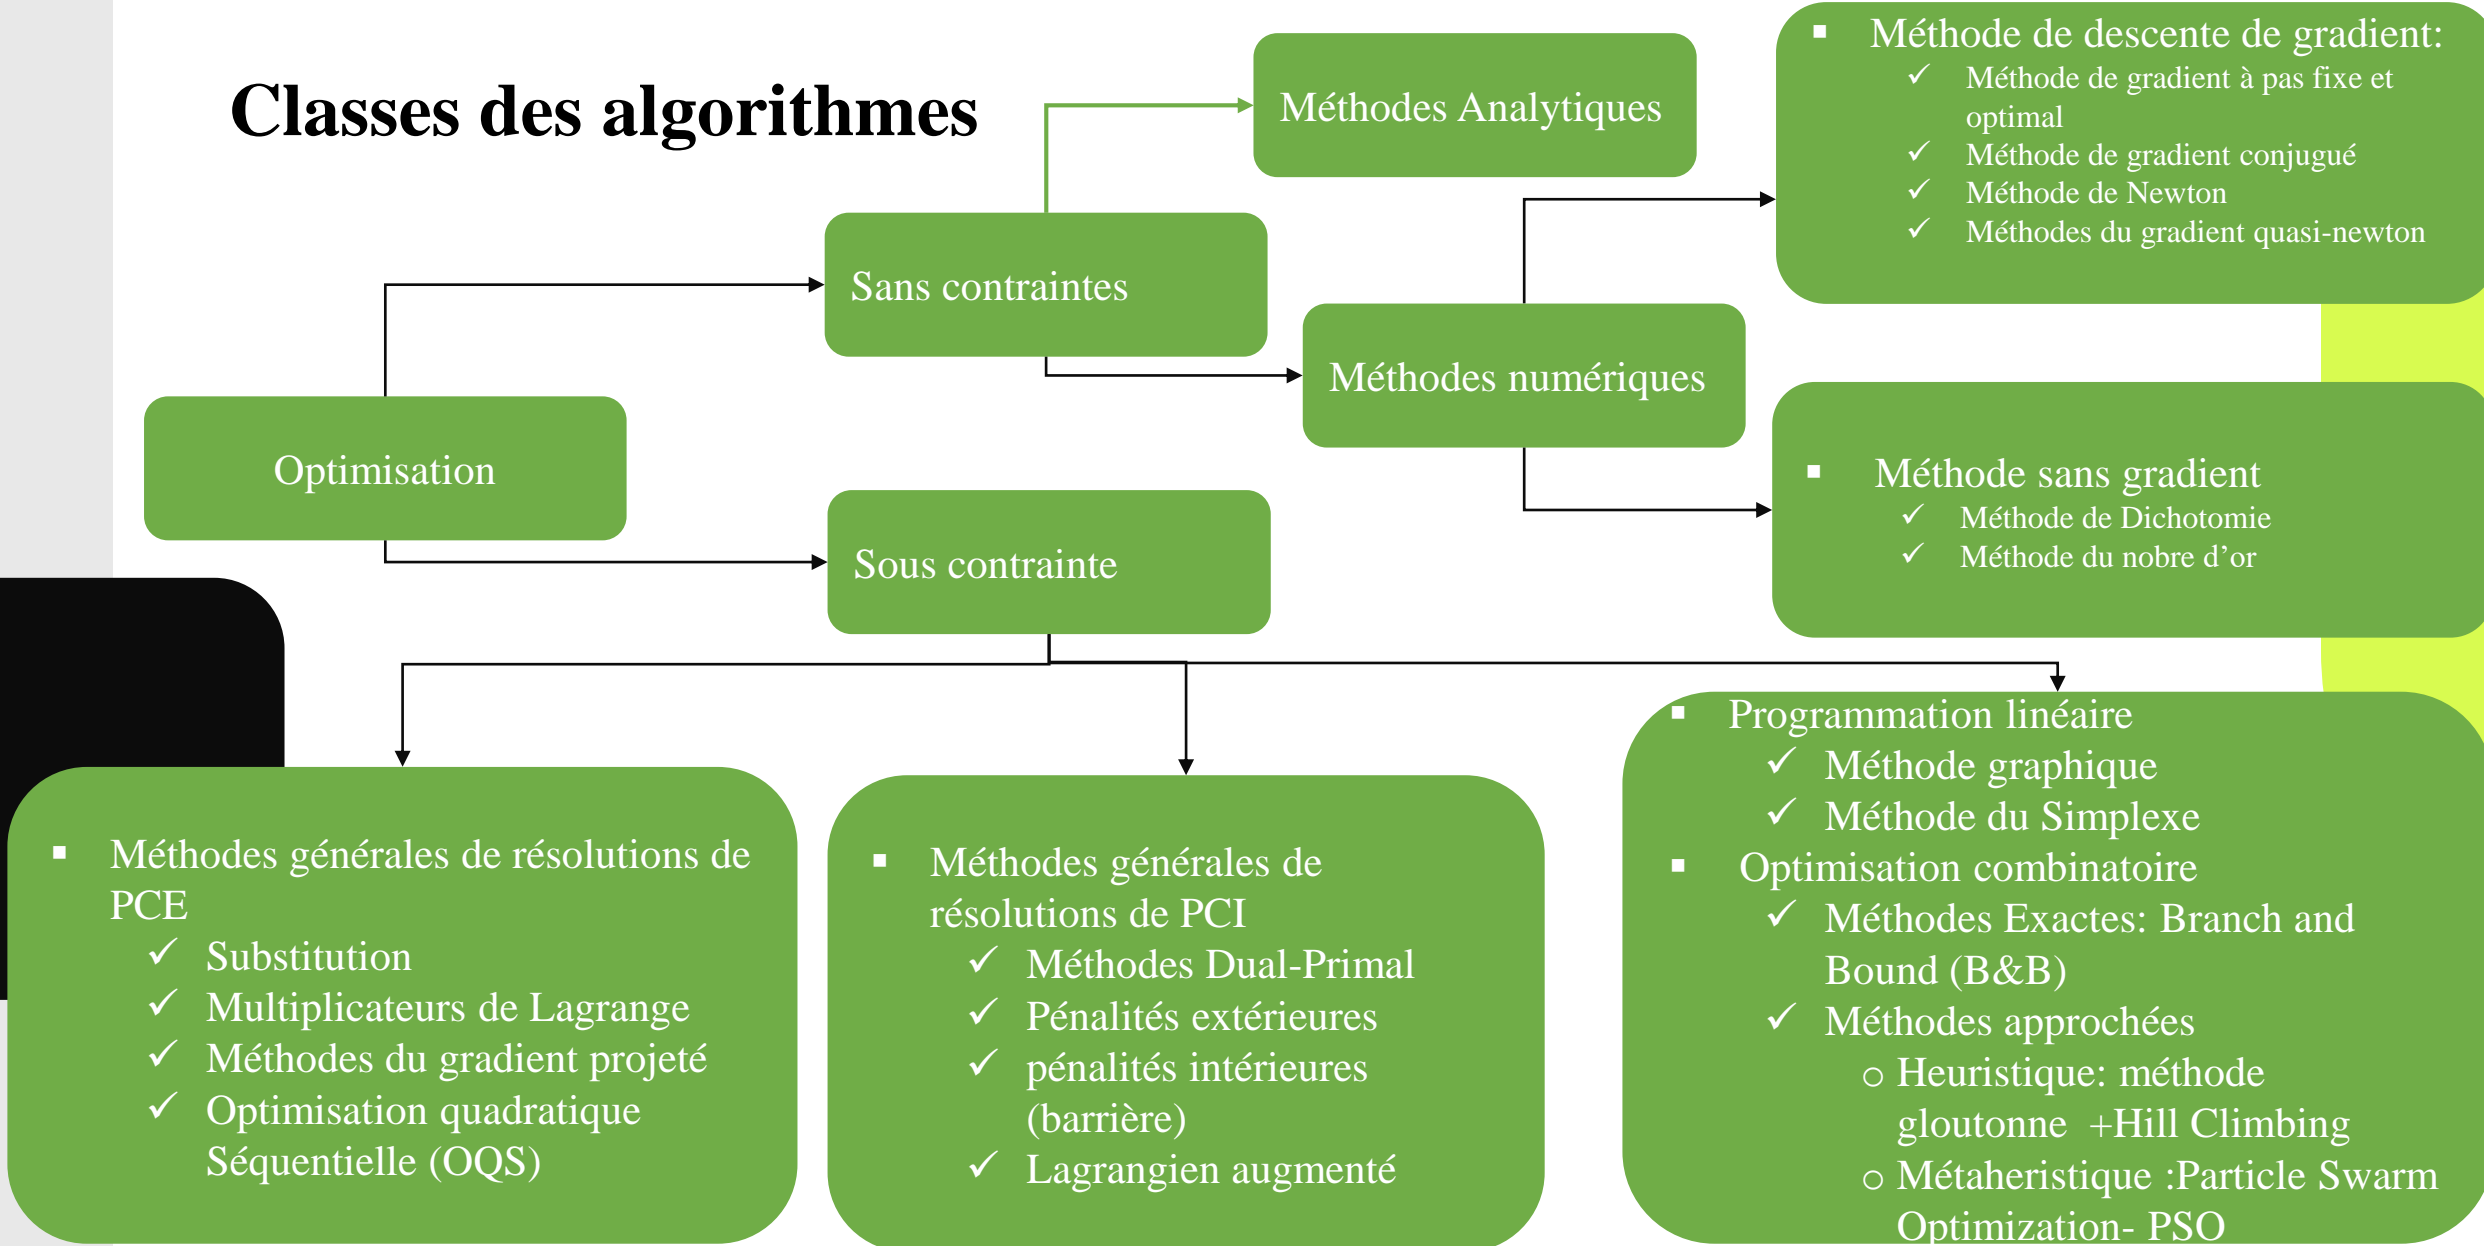 Classes des algorithmes
Méthodes Analytiques
▪ Méthode de descente de gradient:
✓ Méthode de gradient à pas fixe et
optimal
✓ Méthode de gradient conjugué
✓ Méthode de Newton
✓ Méthodes du gradient quasi-newton
Sans contraintes
Méthodes numériques
Optimisation
▪ Méthode sans gradient
✓ Méthode de Dichotomie
✓ Méthode du nobre d’or
Sous contrainte
▪ Méthodes générales de résolutions de
PCE
✓ Substitution
✓ Multiplicateurs de Lagrange
✓ Méthodes du gradient projeté
✓ Optimisation quadratique
Séquentielle (OQS)
▪ Méthodes générales de
résolutions de PCI
✓ Méthodes Dual-Primal
✓ Pénalités extérieures
✓ pénalités intérieures
(barrière)
✓ Lagrangien augmenté
▪ Programmation linéaire
✓ Méthode graphique
✓ Méthode du Simplexe
▪ Optimisation combinatoire
✓ Méthodes Exactes: Branch and
Bound (B&B)
✓ Méthodes approchées
o Heuristique: méthode
gloutonne +Hill Climbing
o Métaheristique :Particle Swarm
Optimization- PSO